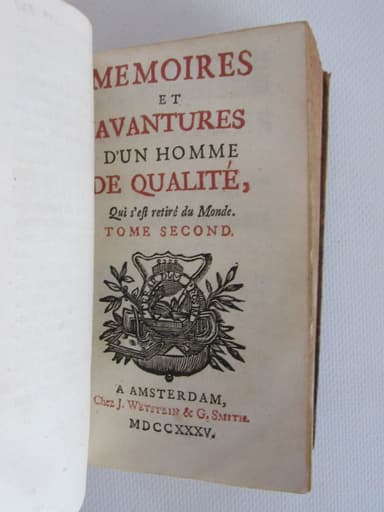 MEMOIRES
ET
AVANTURES
D'UN HOMME
DE QUALITÉ,
Qui s'est retiré du Monde.
TOME SECOND.
A AMSTERDAM,
Chez J. WETSTEIN & G. SMITH.
MDCCXXXV.